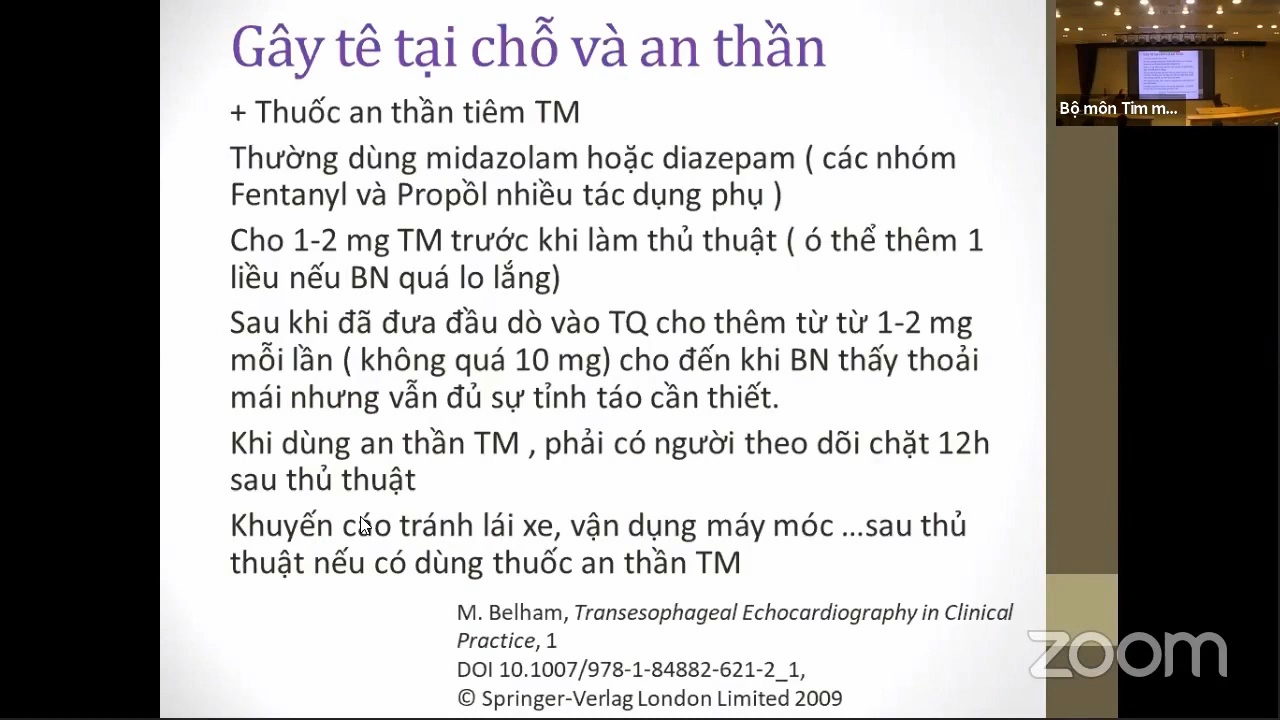 Gây tê tại chỗ và an thần
+ Thuốc an thần tiêm TM
Thường dùng midazolam hoặc diazepam ( các nhóm
Fentanyl và Propồl nhiều tác dụng phụ )
Cho 1-2 mg TM trước khi làm thủ thuật ( ó thể thêm 1
liều nếu BN quá lo lắng)
Sau khi đã đưa đầu dò vào TQ cho thêm từ từ 1-2 mg
mỗi lần ( không quá 10 mg) cho đến khi BN thấy thoải
mái nhưng vẫn đủ sự tỉnh táo cần thiết.
Khi dùng an thần TM , phải có người theo dõi chặt 12h
sau thủ thuật
Khuyến cáo tránh lái xe, vận dụng máy móc ...sau thủ
thuật nếu có dùng thuốc an thần TM
M. Belham, Transesophageal Echocardiography in Clinical
Practice, 1
DOI 10.1007/978-1-84882-621-2_1,
© Springer-Verlag London Limited 2009
Bộ môn Tim m...
zoom